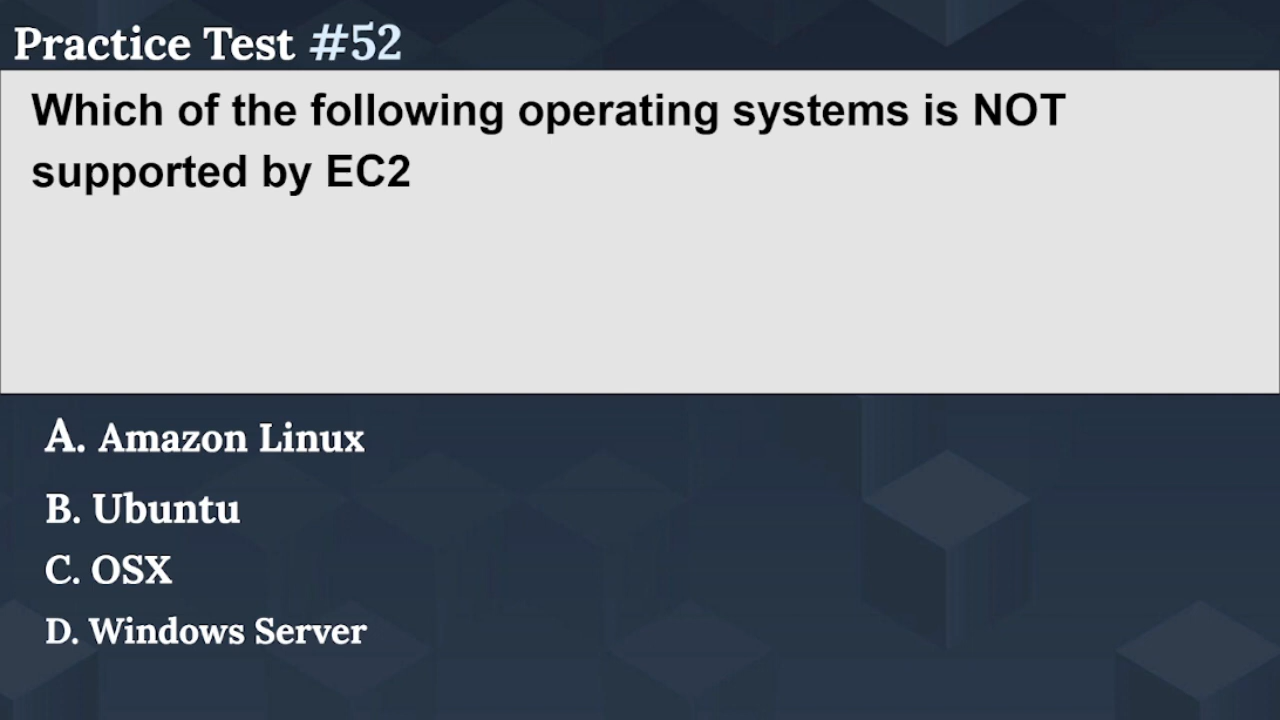 Practice Test #52
Which of the following operating systems is NOT
supported by EC2
A. Amazon Linux
B. Ubuntu
C. OSX
D. Windows Server